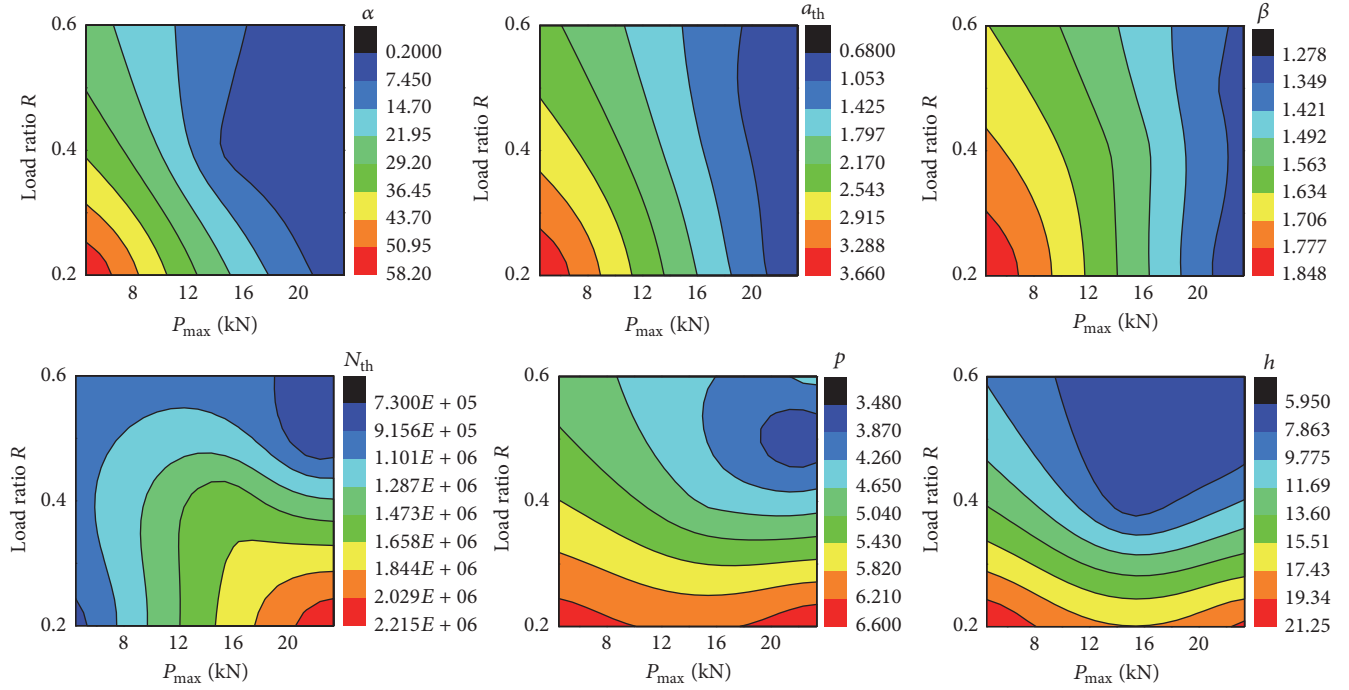 α
0.6
0.4
0.2
Load ratio R
8 12 16 20
P_max (kN)
0.2000
7.450
14.70
21.95
29.20
36.45
43.70
50.95
58.20
a_th
0.6
0.4
0.2
Load ratio R
8 12 16 20
P_max (kN)
0.6800
1.053
1.425
1.797
2.170
2.543
2.915
3.288
3.660
β
0.6
0.4
0.2
Load ratio R
8 12 16 20
P_max (kN)
1.278
1.349
1.421
1.492
1.563
1.634
1.706
1.777
1.848
N_th
0.6
0.4
0.2
Load ratio R
8 12 16 20
P_max (kN)
7.300E + 05
9.156E + 05
1.101E + 06
1.287E + 06
1.473E + 06
1.658E + 06
1.844E + 06
2.029E + 06
2.215E + 06
p
0.6
0.4
0.2
Load ratio R
8 12 16 20
P_max (kN)
3.480
3.870
4.260
4.650
5.040
5.430
5.820
6.210
6.600
h
0.6
0.4
0.2
Load ratio R
8 12 16 20
P_max (kN)
5.950
7.863
9.775
11.69
13.60
15.51
17.43
19.34
21.25